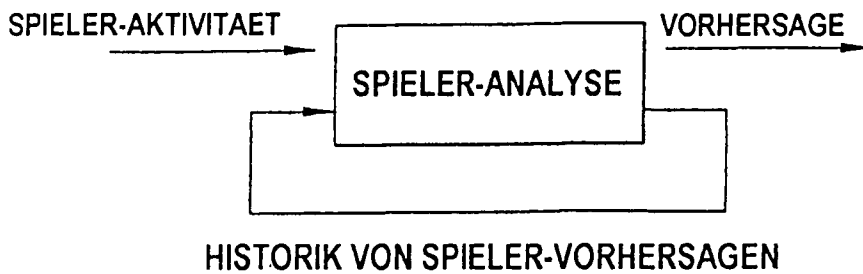 SPIELER-AKTIVITAET
VORHERSAGE
SPIELER-ANALYSE
HISTORIK VON SPIELER-VORHERSAGEN